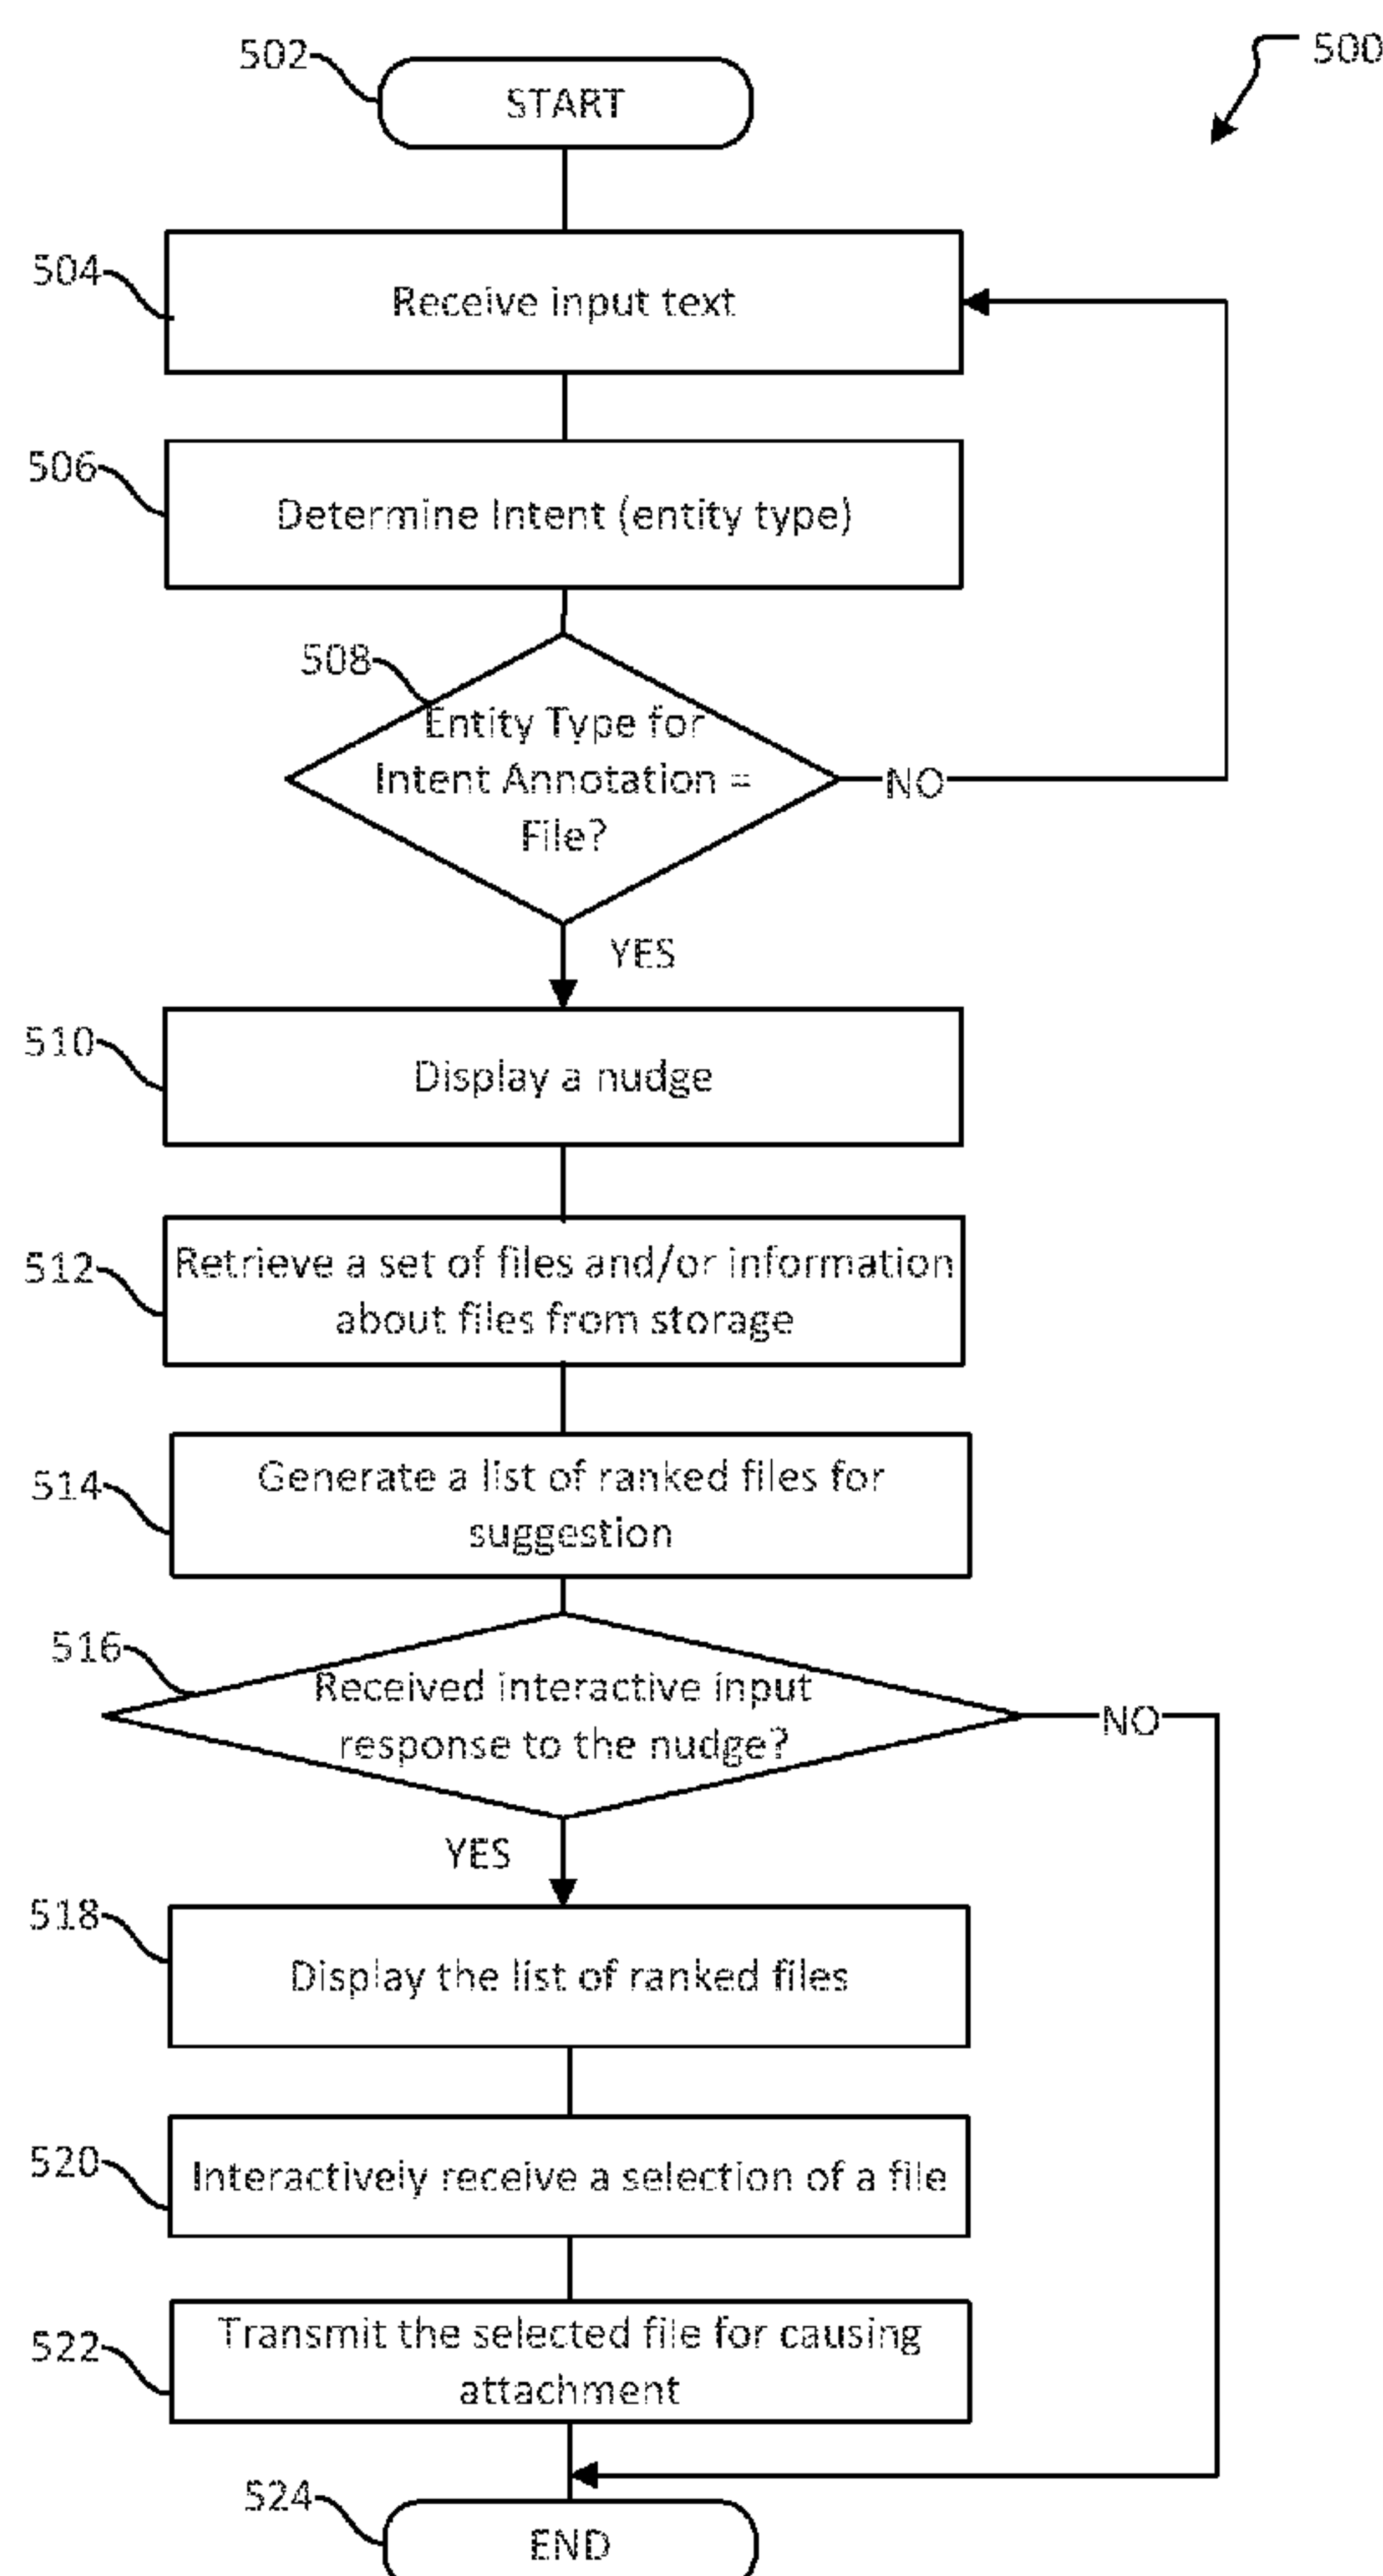 500
502
START
504
Receive input text
506
Determine Intent (entity type)
508
Entity Type for
Intent Annotation =
File?
NO
YES
510
Display a nudge
512
Retrieve a set of files and/or information
about files from storage
514
Generate a list of ranked files for
suggestion
516
Received interactive input
response to the nudge?
NO
YES
518
Display the list of ranked files
520
Interactively receive a selection of a file
522
Transmit the selected file for causing
attachment
524
END